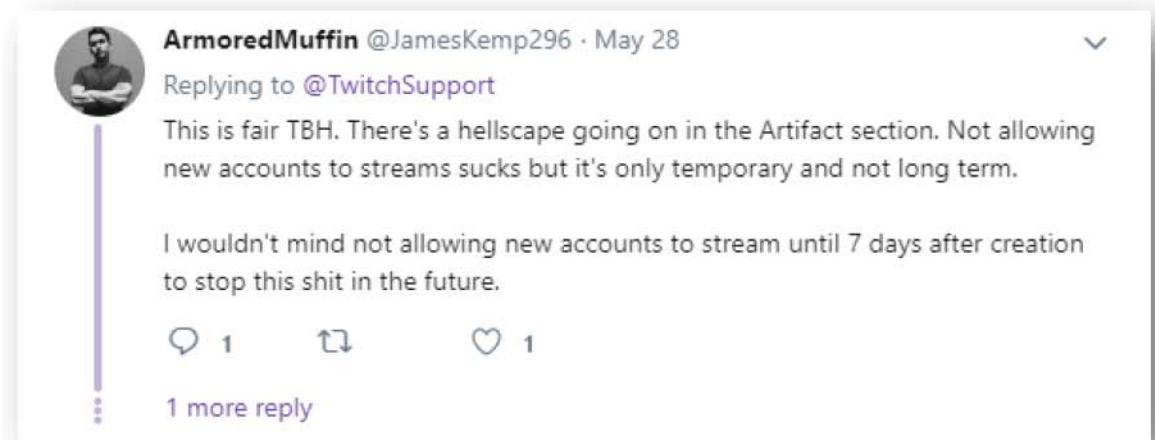 ArmoredMuffin @JamesKemp296 · May 28
Replying to @TwitchSupport
This is fair TBH. There's a hellscape going on in the Artifact section. Not allowing
new accounts to streams sucks but it's only temporary and not long term.
I wouldn't mind not allowing new accounts to stream until 7 days after creation
to stop this shit in the future.
1 1
1 more reply